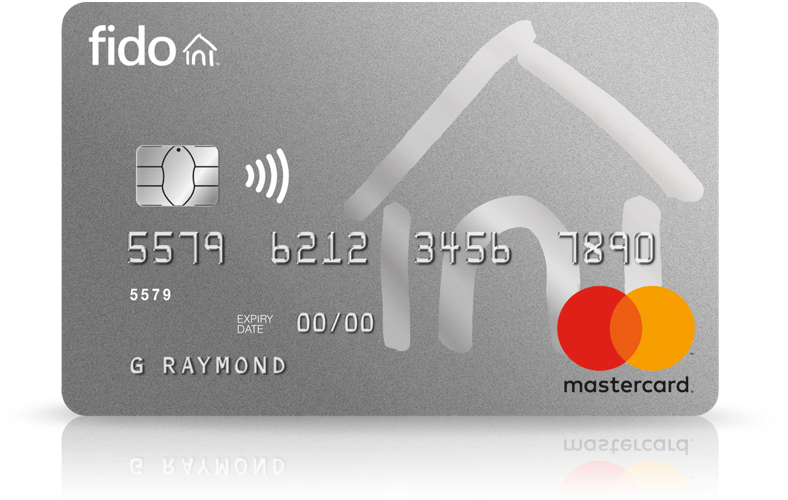 fido
5579 6212 3456 7890
5579
EXPIRY
DATE
00/00
G RAYMOND
mastercard.